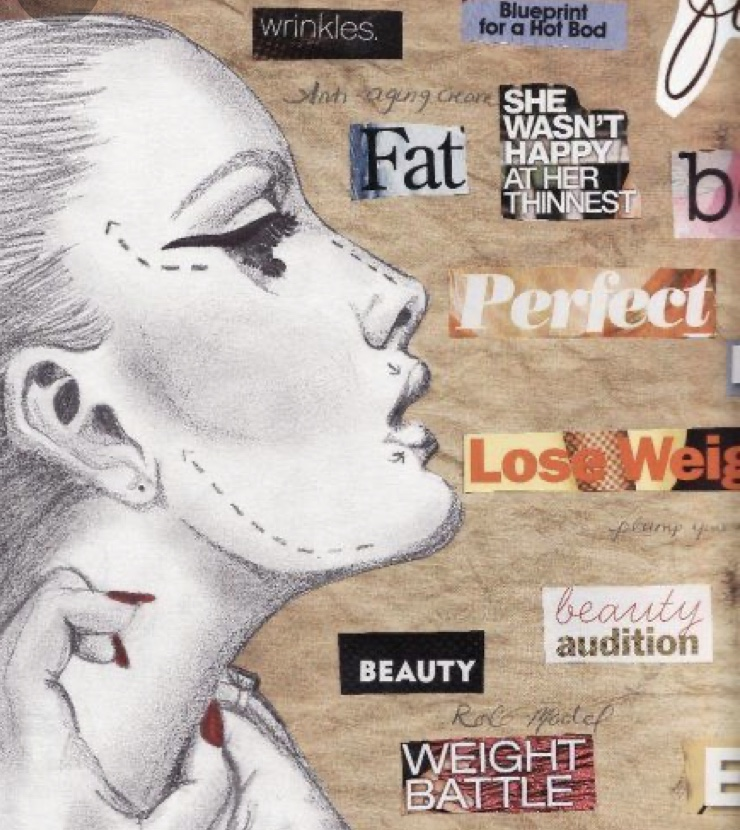 wrinkles.
Blueprint
for a Hot Bod
Anti-aging cream
SHE
WASN'T
HAPPY
AT HER
THINNEST
Fat
Perfect
Lose Weig
plump
beauty
audition
BEAUTY
Role Model
WEIGHT
BATTLE